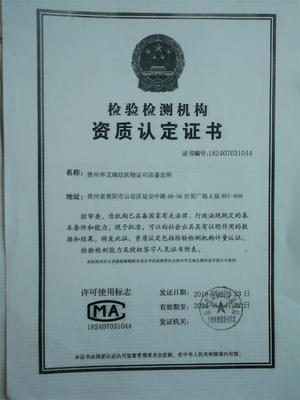 检验检测机构
资质认定证书
证书编号:182407031044
名称:贵州华艾瑞法医物证司法鉴定所
地址:贵州省贵阳市云岩区延安中路48-56世贸广场A座807-808
经审查,你机构已具备国家有关法律、行政法规规定的基
本条件和能力,现予批准,可以向社会出具具有证明作用的数
据和结果,特发此证。资质认定包括检验检测机构计量认证。
检验检测能力及授权签字人见证书附表。
许可使用标志
MA
182407031044
发证日期:2018
23日
有效期至:
发证机关:
本证书由国家认证认可监督管理委员会监制,在中华人民共和国境内有效。